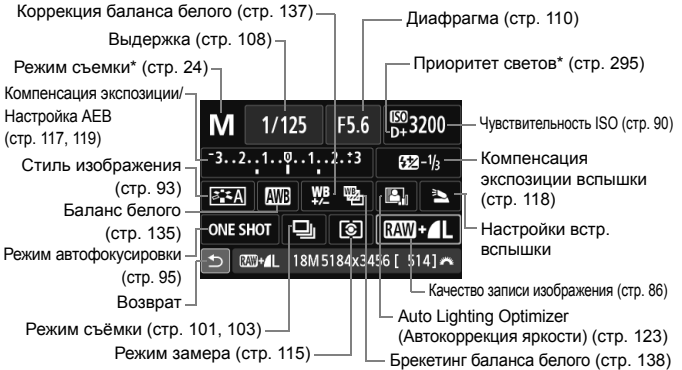 Коррекция баланса белого (стр. 137)
Выдержка (стр. 108)
Режим съемки* (стр. 24)
Компенсация экспозиции/
Настройка AEB
(стр. 117, 119)
Стиль изображения
(стр. 93)
Баланс белого
(стр. 135)
Режим автофокусировки
(стр. 95)
Возврат
Режим съёмки (стр. 101, 103)
Режим замера (стр. 115)
Диафрагма (стр. 110)
Приоритет светов* (стр. 295)
Чувствительность ISO (стр. 90)
Компенсация
экспозиции вспышки
(стр. 118)
Настройки встр.
вспышки
Качество записи изображения (стр. 86)
Auto Lighting Optimizer
(Автокоррекция яркости) (стр. 123)
Брекетинг баланса белого (стр. 138)
M 1/125 F5.6 ISO D+ 3200
-3..2..1..0..1..2..+3 -1/3
A AWB WB +/- WB
ONE SHOT RAW+L
RAW+L 18M 5184x3456 [ 514]